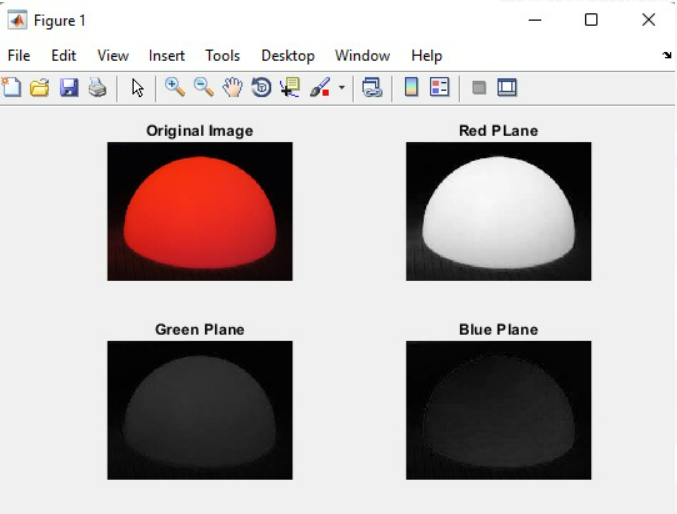 Figure 1
File Edit View Insert Tools Desktop Window Help
Original Image
Red PLane
Green Plane
Blue Plane